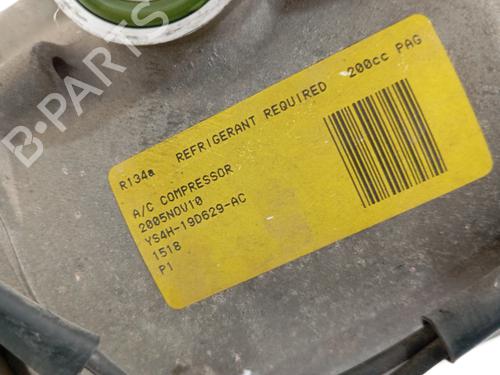 R134a REFRIGERANT REQUIRED 200cc PAG
A/C COMPRESSOR
2005NOV10
YS4H-19D629-AC
1518
P1
B-PARTS